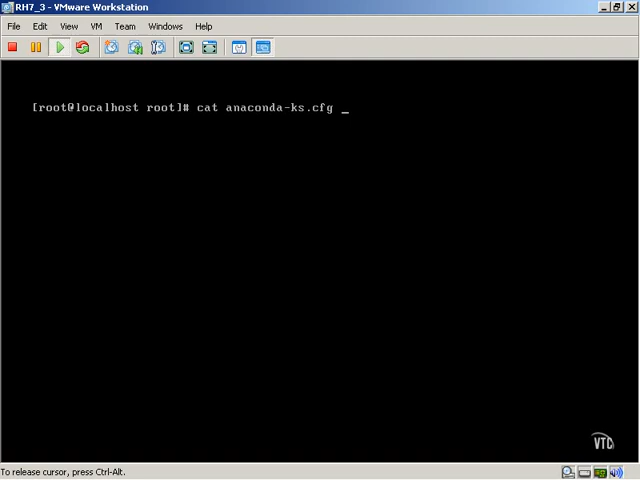 RH7_3 - VMware Workstation
File Edit View VM Team Windows Help
[root@localhost root]# cat anaconda-ks.cfg _
VTC
To release cursor, press Ctrl-Alt.